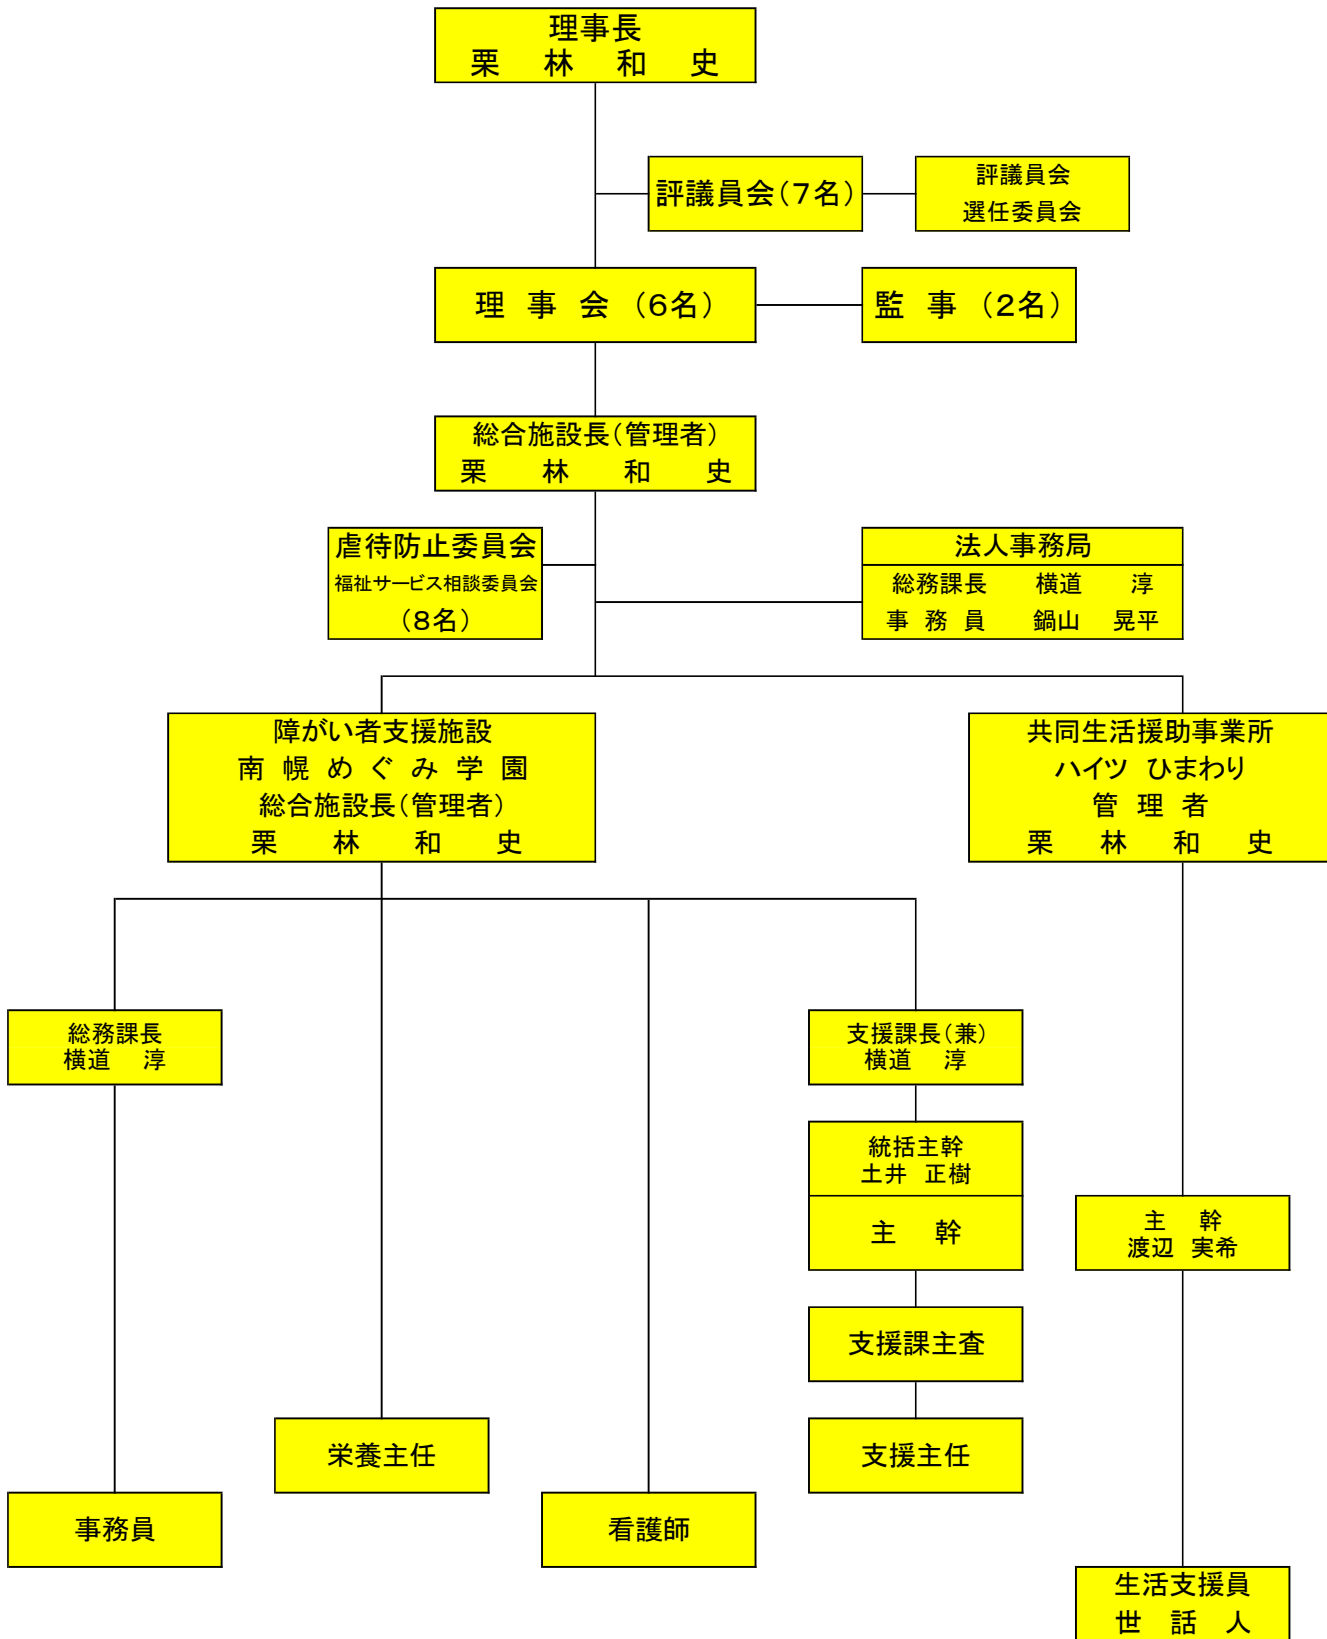 理事長
栗 林 和 史
評議員会(7名)
評議員会
選任委員会
理 事 会 (6名)
監 事 (2名)
総合施設長(管理者)
栗 林 和 史
虐待防止委員会
福祉サービス相談委員会
(8名)
法人事務局
総務課長 横道 淳
事 務 員 鍋山 晃平
障がい者支援施設
南 幌 め ぐ み 学 園
総合施設長(管理者)
栗 林 和 史
共同生活援助事業所
ハイツ ひまわり
管 理 者
栗 林 和 史
総務課長
横道 淳
支援課長(兼)
横道 淳
統括主幹
土井 正樹
主 幹
主 幹
渡辺 実希
支援課主査
栄養主任
支援主任
事務員
看護師
生活支援員
世 話 人